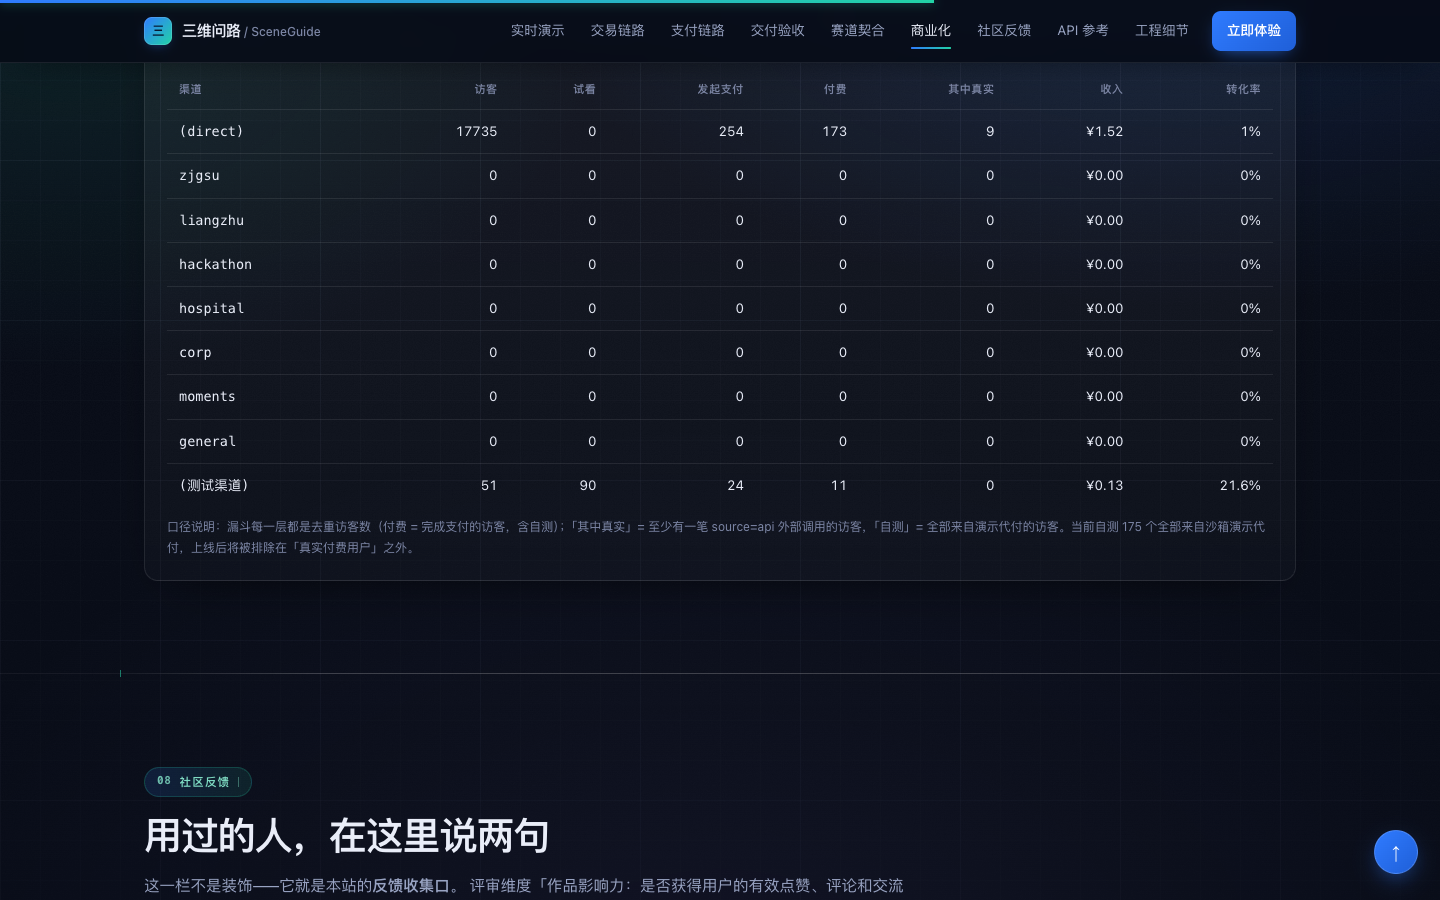 三 三维问路 / SceneGuide 实时演示 交易链路 支付链路 交付验收 赛道契合 商业化 社区反馈 API 参考 工程细节 立即体验
渠道 访客 试看 发起支付 付费 其中真实 收入 转化率
(direct) 17735 0 254 173 9 ¥1.52 1%
zjgsu 0 0 0 0 0 ¥0.00 0%
liangzhu 0 0 0 0 0 ¥0.00 0%
hackathon 0 0 0 0 0 ¥0.00 0%
hospital 0 0 0 0 0 ¥0.00 0%
corp 0 0 0 0 0 ¥0.00 0%
moments 0 0 0 0 0 ¥0.00 0%
general 0 0 0 0 0 ¥0.00 0%
(测试渠道) 51 90 24 11 0 ¥0.13 21.6%
口径说明：漏斗每一层都是去重访客数（付费 = 完成支付的访客，含自测）；「其中真实」= 至少有一笔 source=api 外部调用的访客，「自测」= 全部来自演示代付的访客。当前自测 175 个全部来自沙箱演示代
付，上线后将被排除在「真实付费用户」之外。
08 社区反馈
用过的人，在这里说两句
这一栏不是装饰——它就是本站的反馈收集口。 评审维度「作品影响力：是否获得用户的有效点赞、评论和交流
↑